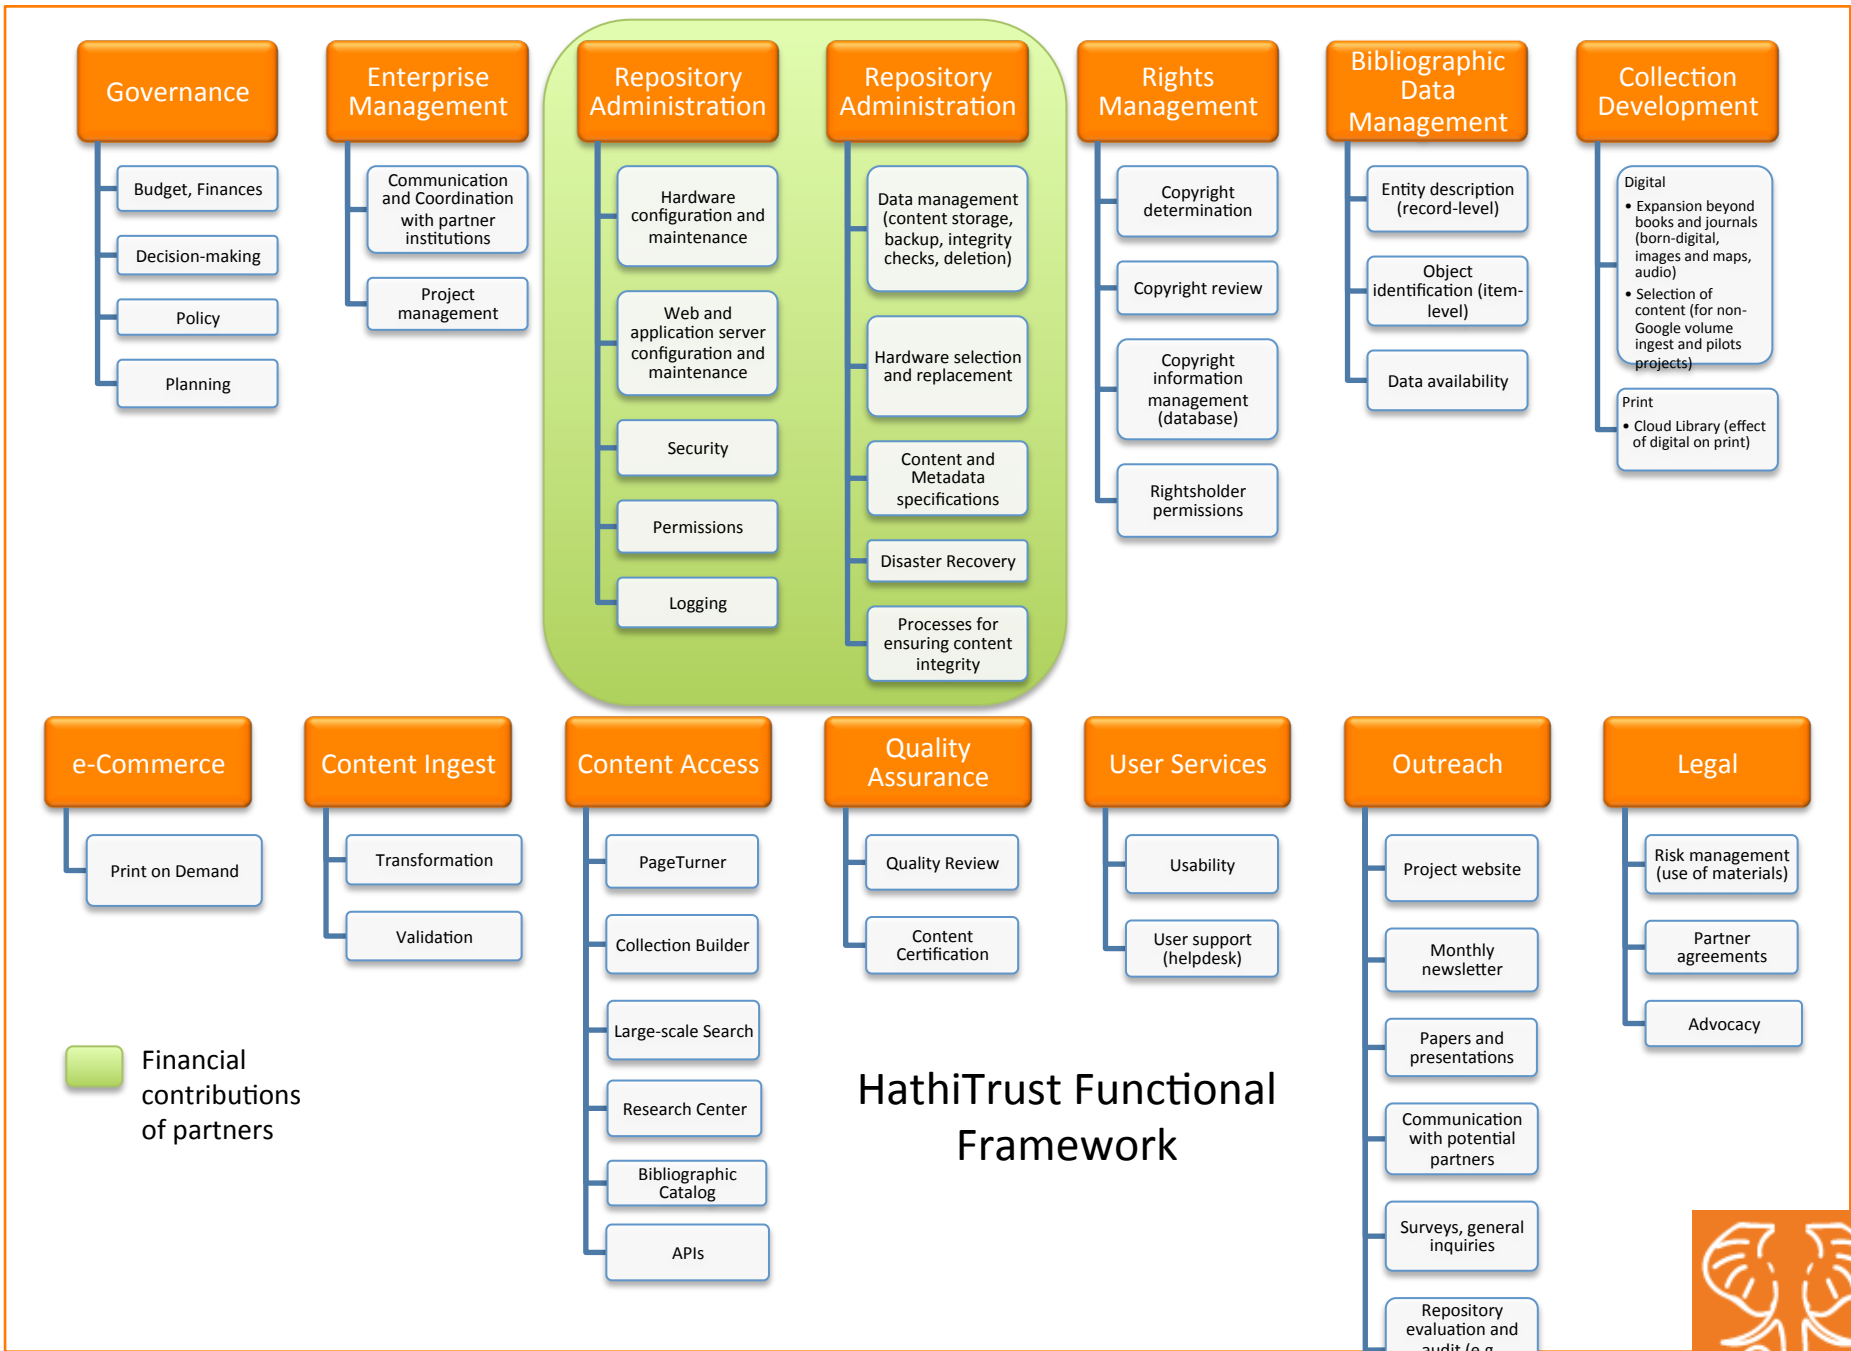 Governance
Budget, Finances
Decision-making
Policy
Planning
Enterprise
Management
Communication
and Coordination
with partner
institutions
Project
management
Repository
Administration
Hardware
configuration and
maintenance
Web and
application server
configuration and
maintenance
Security
Permissions
Logging
Repository
Administration
Data management
(content storage,
backup, integrity
checks, deletion)
Hardware selection
and replacement
Content and
Metadata
specifications
Disaster Recovery
Processes for
ensuring content
integrity
Rights
Management
Copyright
determination
Copyright review
Copyright
information
management
(database)
Rightsholder
permissions
Bibliographic
Data
Management
Entity description
(record-level)
Object
identification (item-
level)
Data availability
Collection
Development
Digital
• Expansion beyond
books and journals
(born-digital,
images and maps,
audio)
• Selection of
content (for non-
Google volume
ingest and pilots
projects)
Print
• Cloud Library (effect
of digital on print)
e-Commerce
Print on Demand
Content Ingest
Transformation
Validation
Content Access
PageTurner
Collection Builder
Large-scale Search
Research Center
Bibliographic
Catalog
APIs
Quality
Assurance
Quality Review
Content
Certification
User Services
Usability
User support
(helpdesk)
Outreach
Project website
Monthly
newsletter
Papers and
presentations
Communication
with potential
partners
Surveys, general
inquiries
Repository
evaluation and
audit (e.g.
Legal
Risk management
(use of materials)
Partner
agreements
Advocacy
Financial
contributions
of partners
HathiTrust Functional
Framework